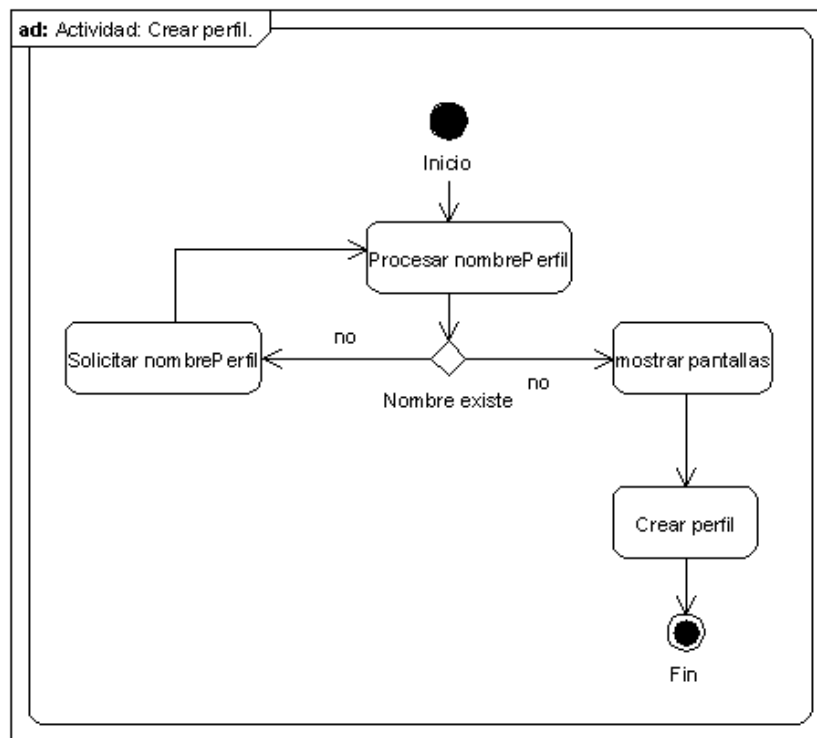 ad: Actividad: Crear perfil.
Inicio
Procesar nombrePerfil
no
Solicitar nombrePerfil
mostrar pantallas
no
Nombre existe
Crear perfil
Fin